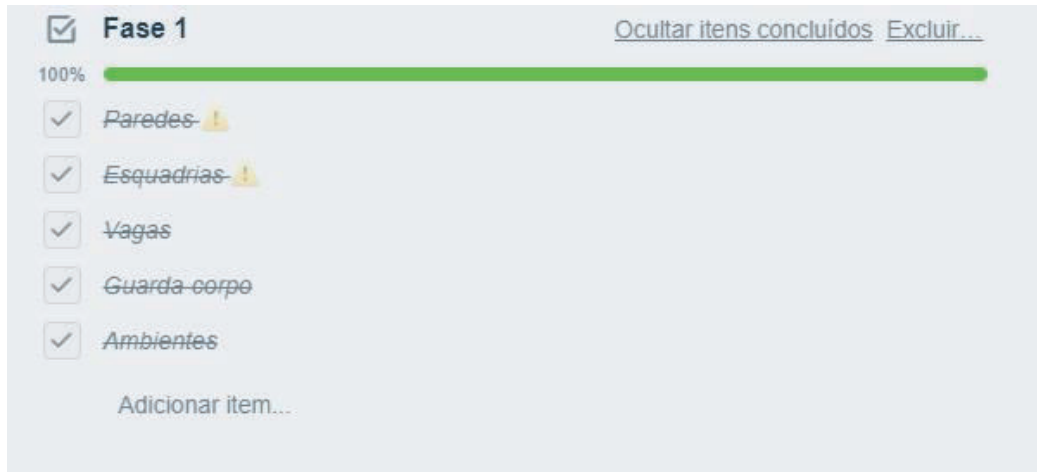 Fase 1 Ocultar itens concluídos Excluir...
100%
Paredes
Esquadrias
Vagas
Guarda corpo
Ambientes
Adicionar item...